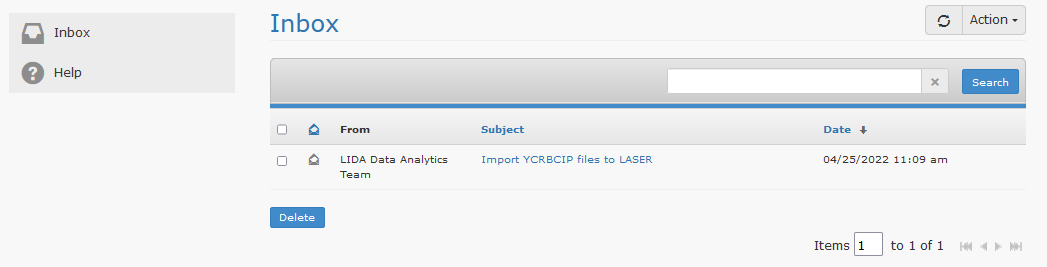 Inbox
Help
Inbox
Action
Search
From Subject Date
LIDA Data Analytics Import YCRBCIP files to LASER 04/25/2022 11:09 am
Team
Delete
Items 1 to 1 of 1